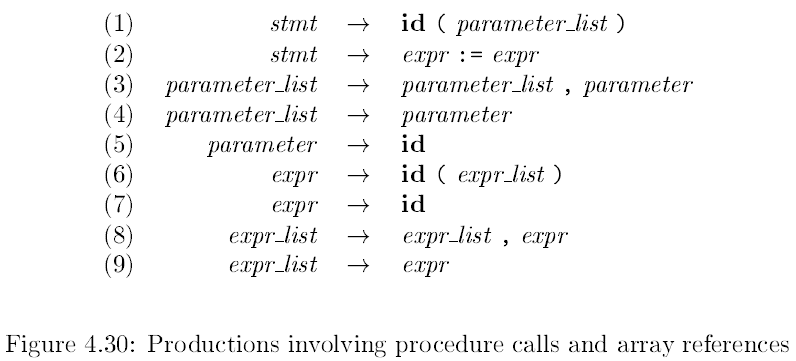 (1) stmt → id ( parameter_list )
(2) stmt → expr := expr
(3) parameter_list → parameter_list , parameter
(4) parameter_list → parameter
(5) parameter → id
(6) expr → id ( expr_list )
(7) expr → id
(8) expr_list → expr_list , expr
(9) expr_list → expr
Figure 4.30: Productions involving procedure calls and array references